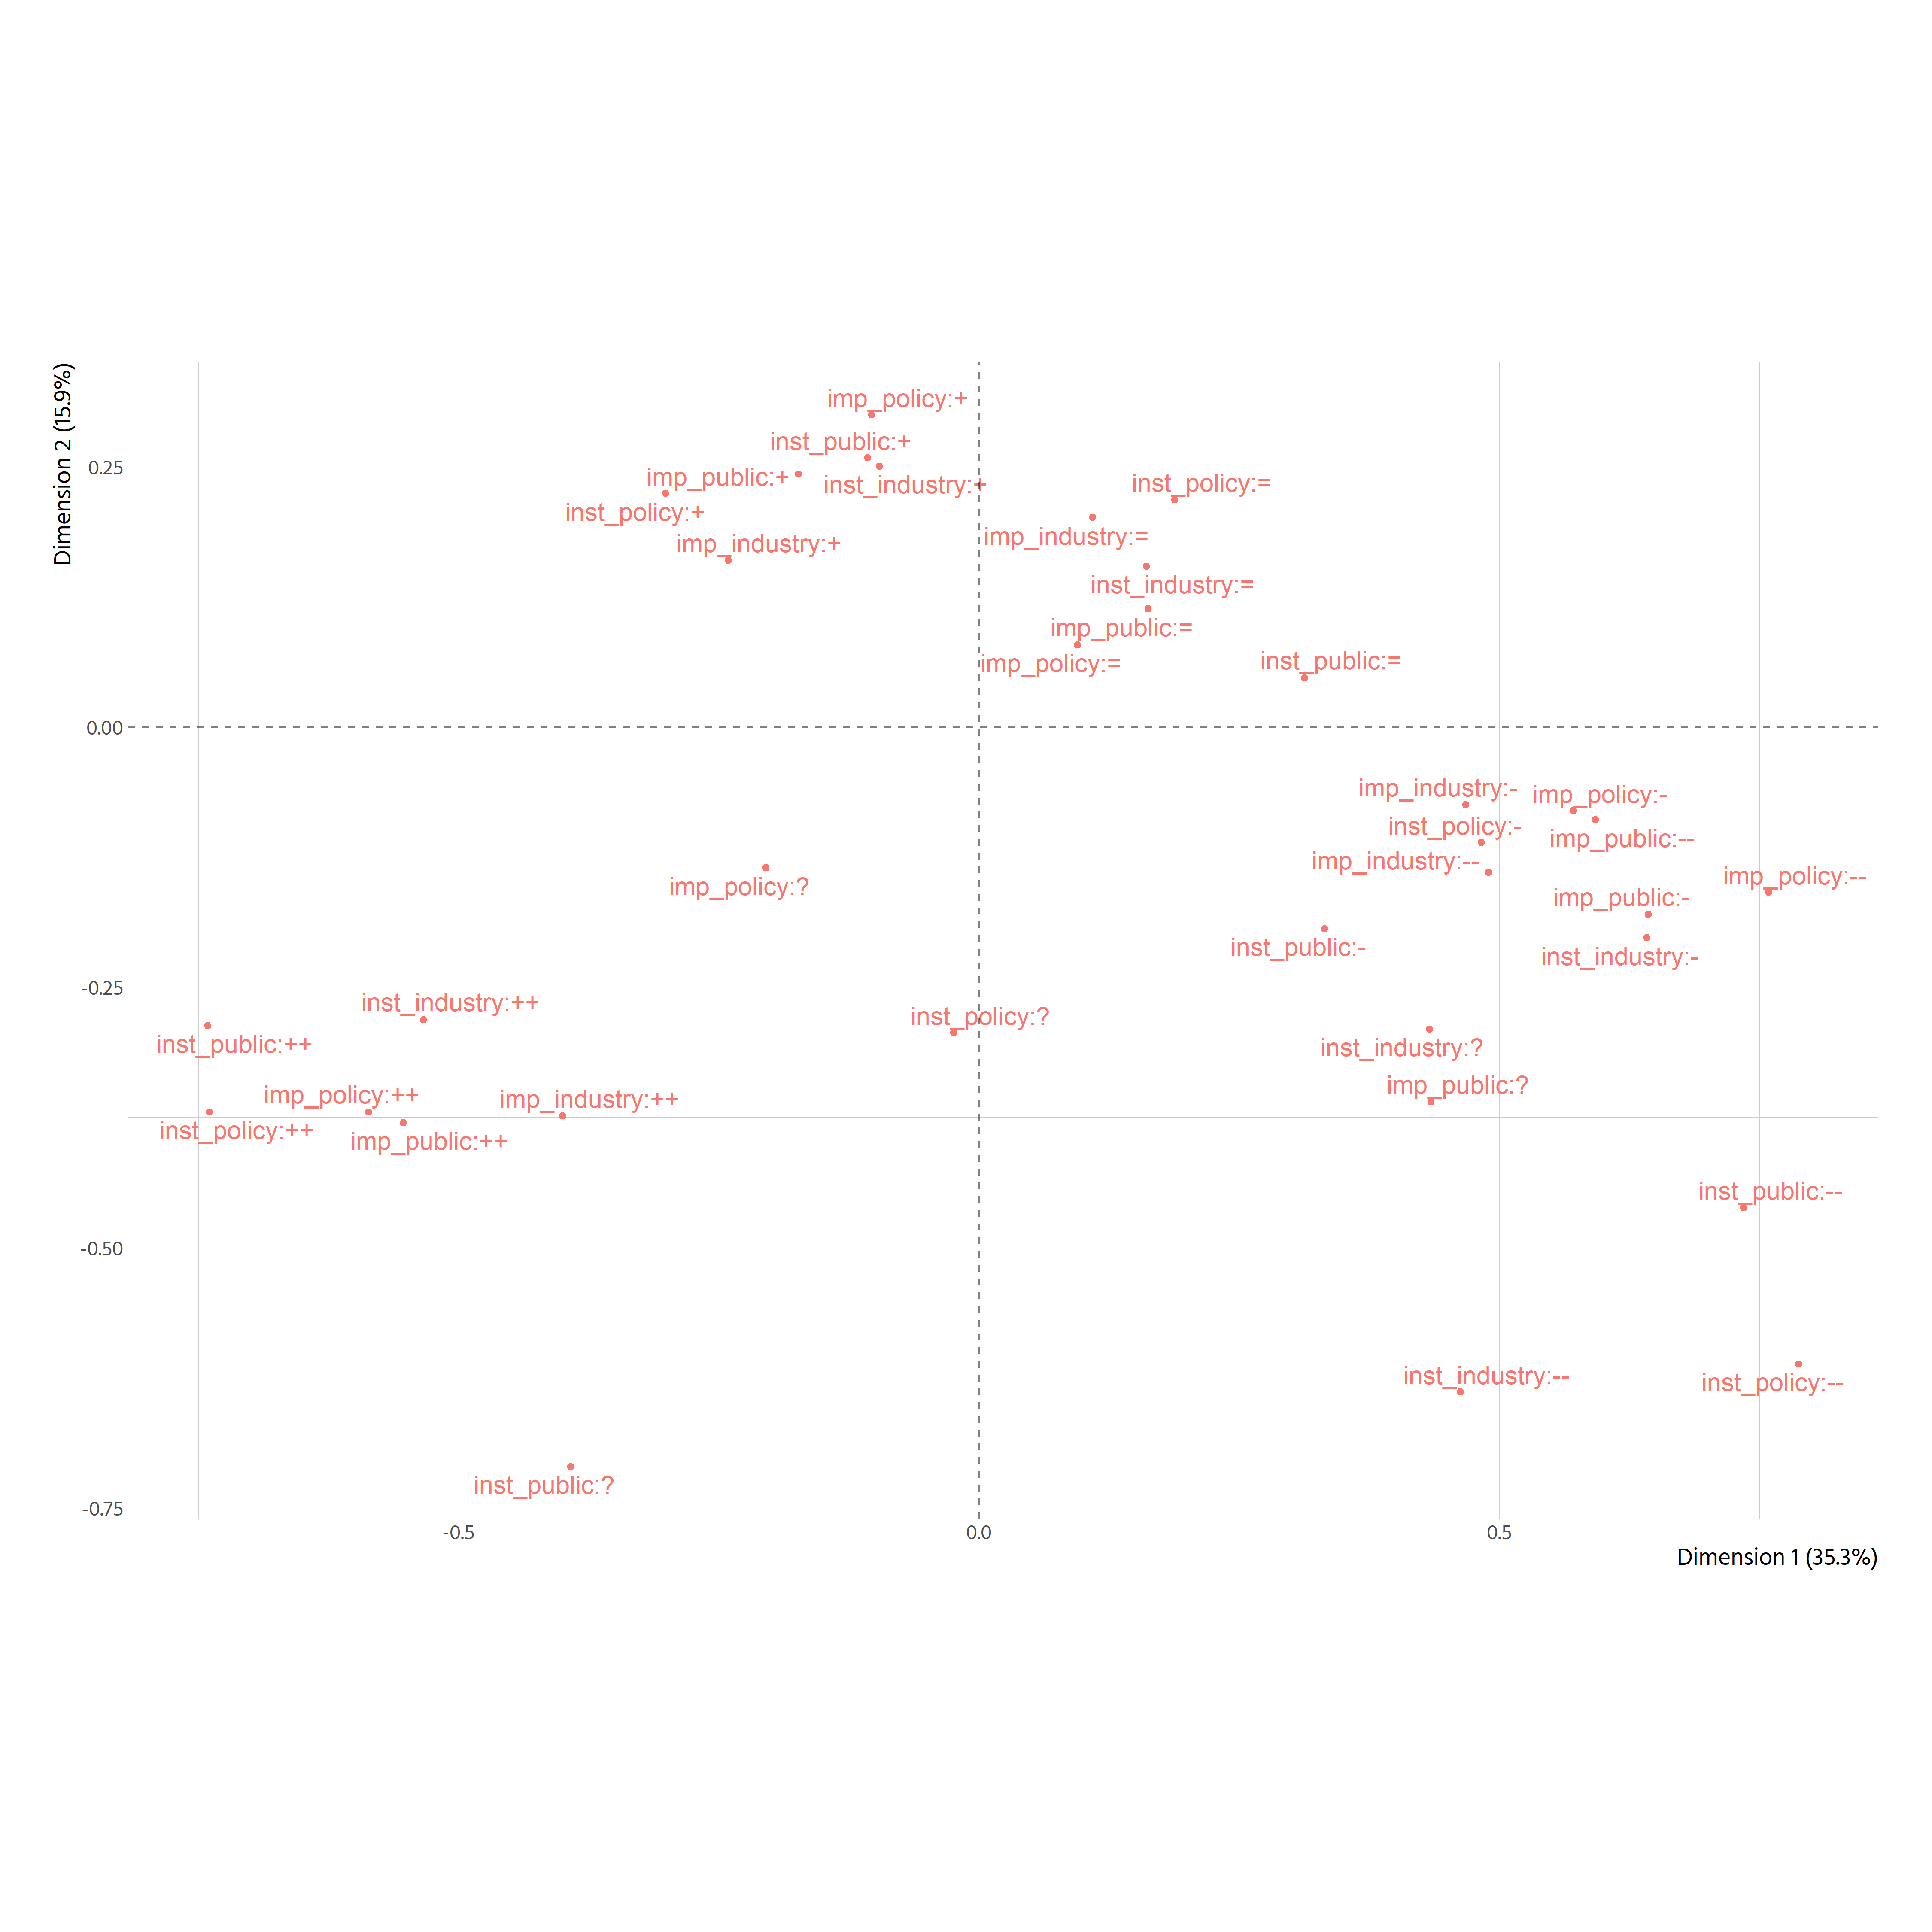 Dimension 2 (15.9%)
imp_policy:+
inst_public:+
0.25
imp_public:+
inst_industry:+
inst_policy:=
inst_policy:+
imp_industry:=
imp_industry:+
inst_industry:=
imp_public:=
imp_policy:=
inst_public:=
0.00
imp_industry:-
imp_policy:-
inst_policy:-
imp_public:--
imp_industry:--
imp_policy:--
imp_policy:?
imp_public:-
inst_public:-
inst_industry:-
-0.25
inst_industry:++
inst_policy:?
inst_public:++
inst_industry:?
imp_public:?
imp_policy:++
imp_industry:++
inst_policy:++
imp_public:++
inst_public:--
-0.50
inst_industry:--
inst_policy:--
inst_public:?
-0.75
-0.5
0.0
0.5
Dimension 1 (35.3%)